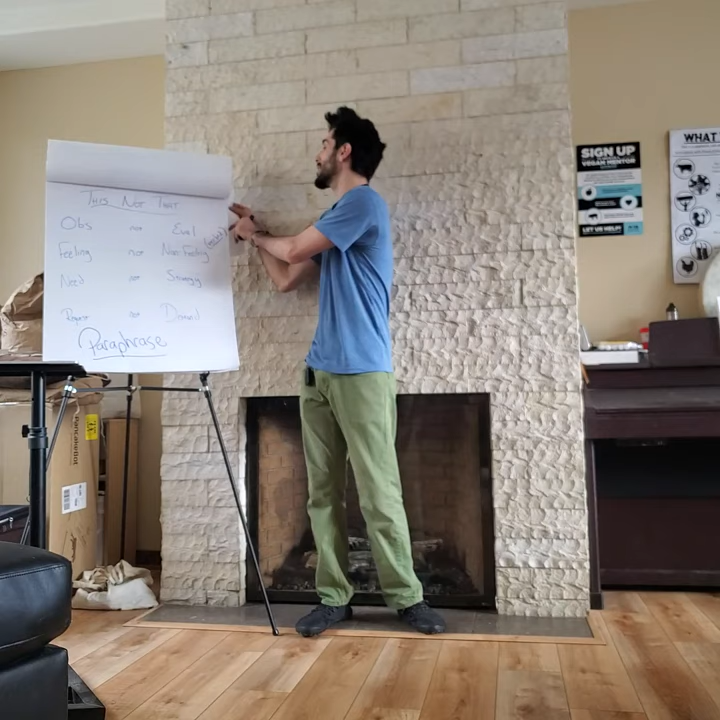 THIS NOT THAT
Obs not Eval
Feeling not Non Feeling
Need not Strategy
Request not Demand
Paraphrase
SIGN UP
VEGAN MENTOR
LET US HELP!
WHAT
PancakeBot